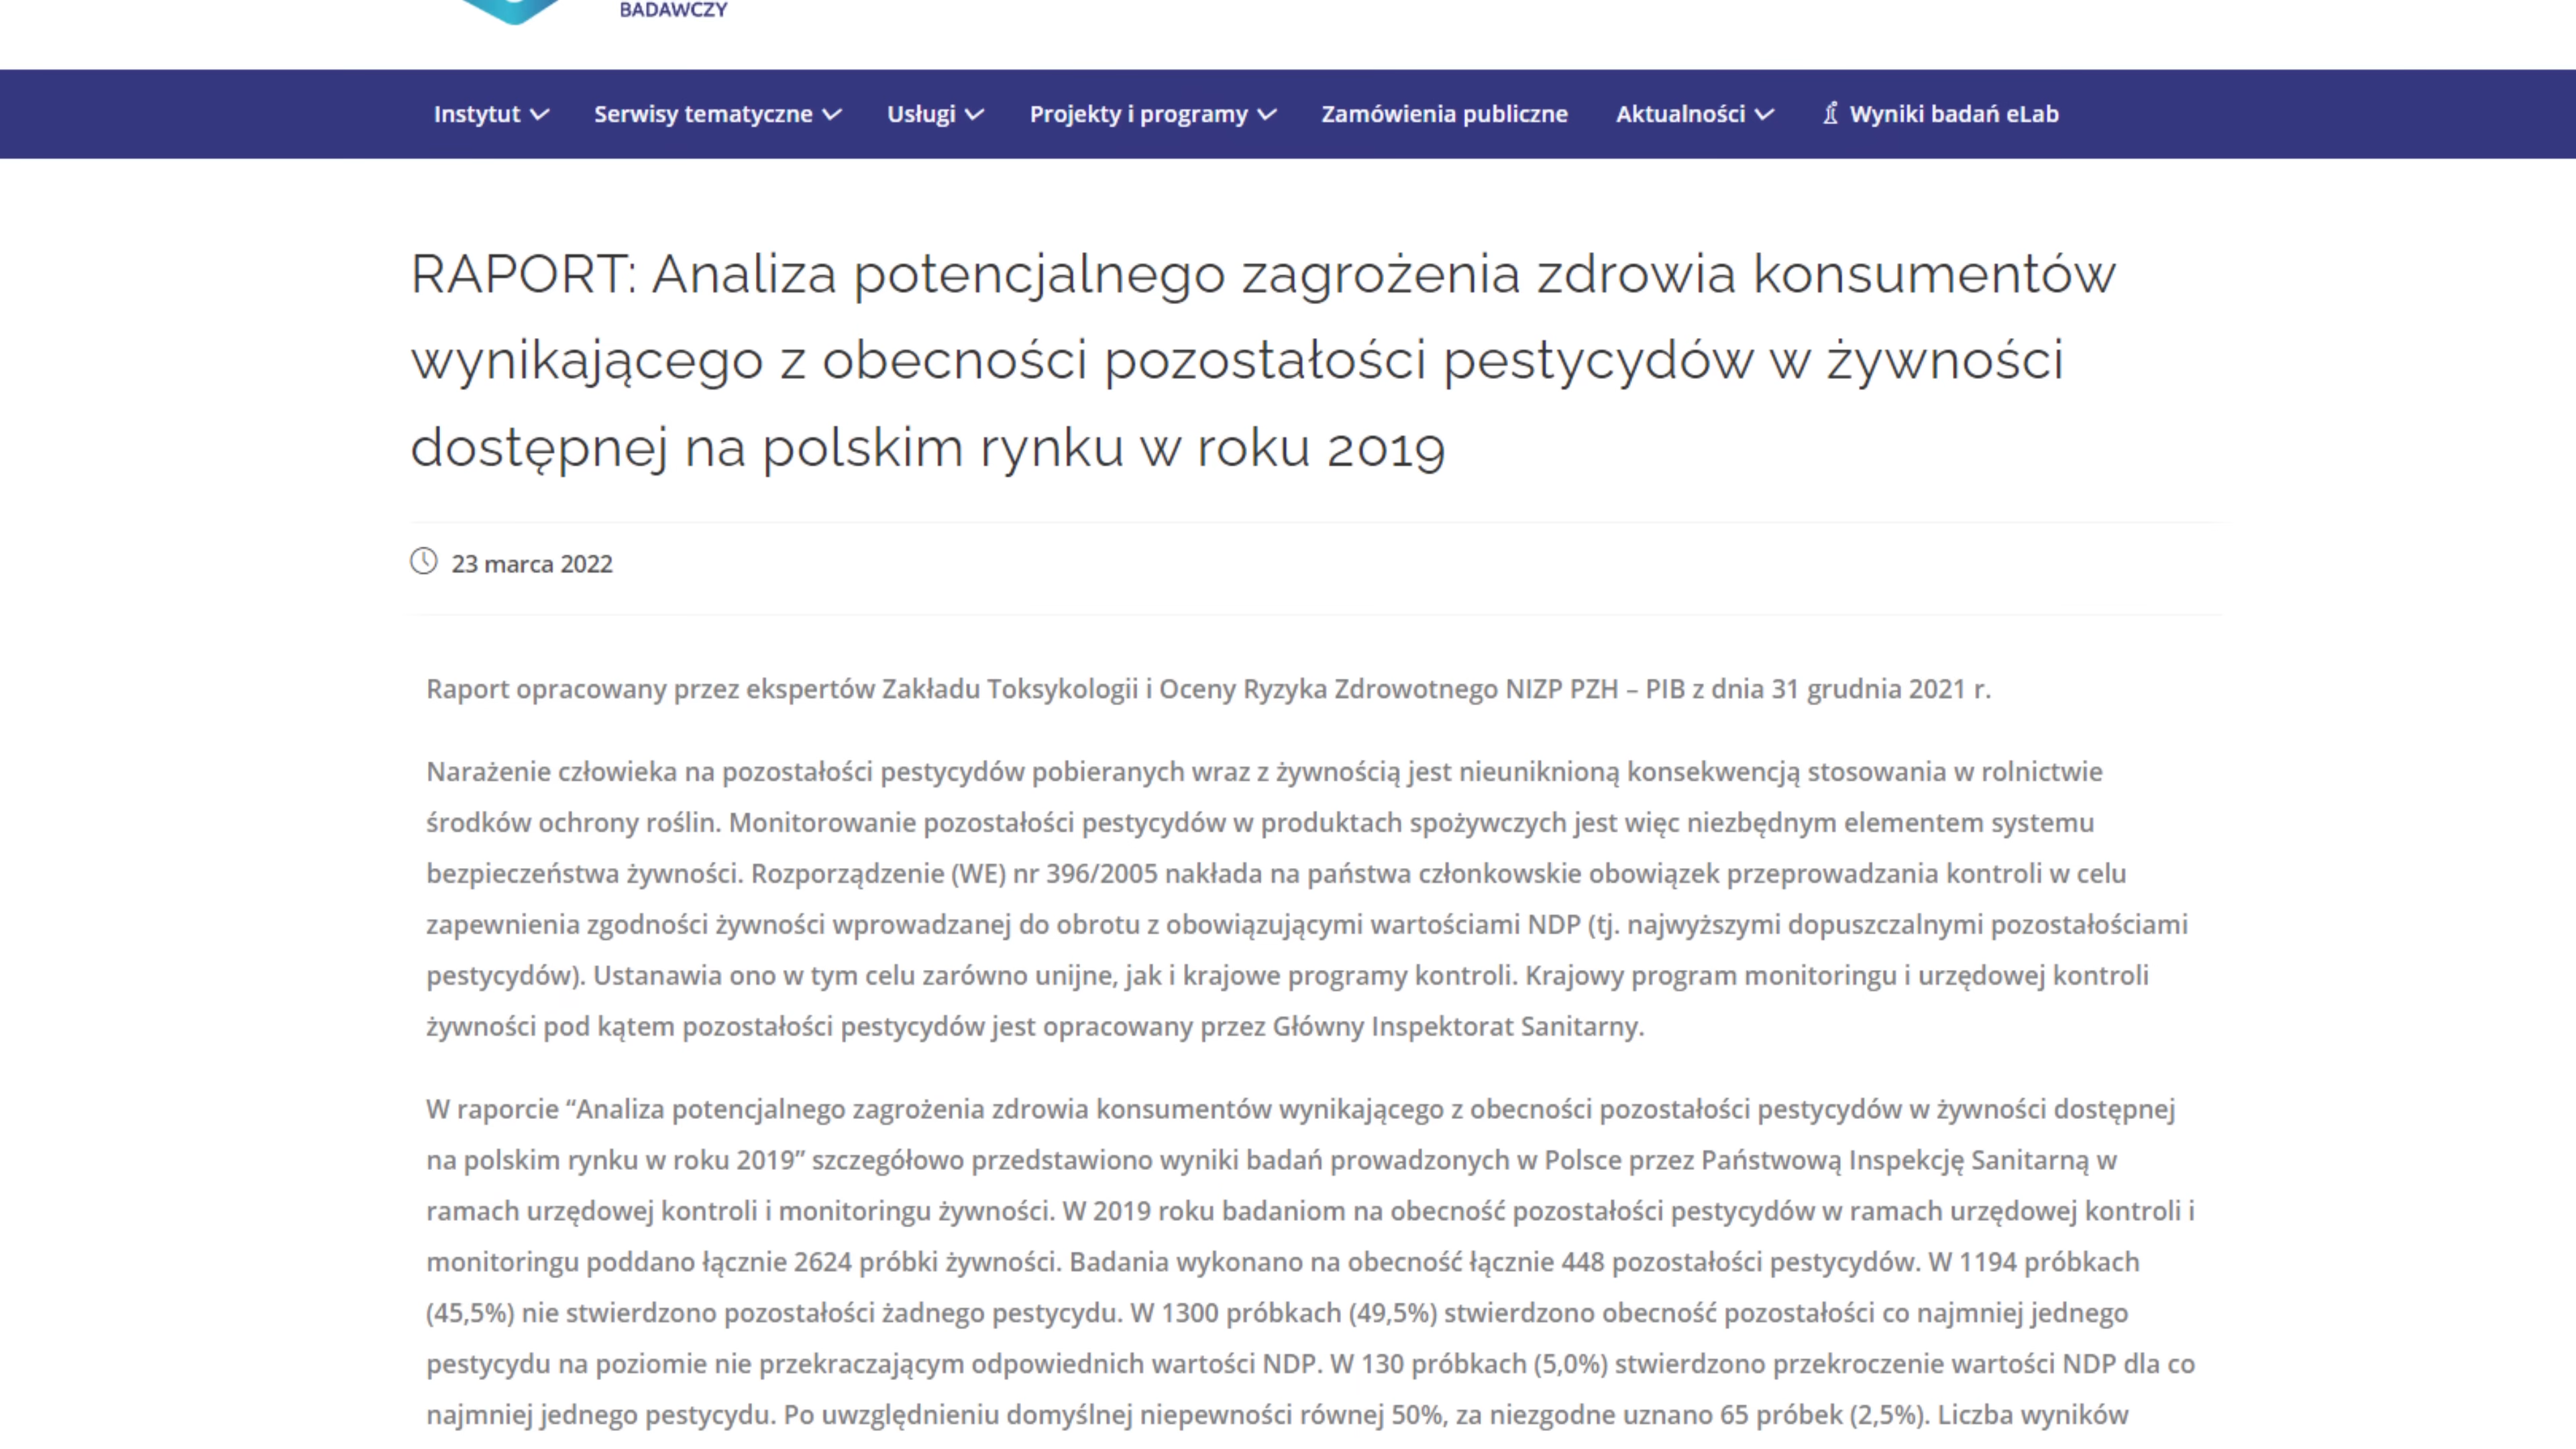 BADAWCZY
Instytut Serwisy tematyczne Usługi Projekty i programy Zamówienia publiczne Aktualności Wyniki badań eLab
RAPORT: Analiza potencjalnego zagrożenia zdrowia konsumentów
wynikającego z obecności pozostałości pestycydów w żywności
dostępnej na polskim rynku w roku 2019
23 marca 2022
Raport opracowany przez ekspertów Zakładu Toksykologii i Oceny Ryzyka Zdrowotnego NIZP PZH – PIB z dnia 31 grudnia 2021 r.
Narażenie człowieka na pozostałości pestycydów pobieranych wraz z żywnością jest nieuniknioną konsekwencją stosowania w rolnictwie
środków ochrony roślin. Monitorowanie pozostałości pestycydów w produktach spożywczych jest więc niezbędnym elementem systemu
bezpieczeństwa żywności. Rozporządzenie (WE) nr 396/2005 nakłada na państwa członkowskie obowiązek przeprowadzania kontroli w celu
zapewnienia zgodności żywności wprowadzanej do obrotu z obowiązującymi wartościami NDP (tj. najwyższymi dopuszczalnymi pozostałościami
pestycydów). Ustanawia ono w tym celu zarówno unijne, jak i krajowe programy kontroli. Krajowy program monitoringu i urzędowej kontroli
żywności pod kątem pozostałości pestycydów jest opracowany przez Główny Inspektorat Sanitarny.
W raporcie “Analiza potencjalnego zagrożenia zdrowia konsumentów wynikającego z obecności pozostałości pestycydów w żywności dostępnej
na polskim rynku w roku 2019” szczegółowo przedstawiono wyniki badań prowadzonych w Polsce przez Państwową Inspekcję Sanitarną w
ramach urzędowej kontroli i monitoringu żywności. W 2019 roku badaniom na obecność pozostałości pestycydów w ramach urzędowej kontroli i
monitoringu poddano łącznie 2624 próbki żywności. Badania wykonano na obecność łącznie 448 pozostałości pestycydów. W 1194 próbkach
(45,5%) nie stwierdzono pozostałości żadnego pestycydu. W 1300 próbkach (49,5%) stwierdzono obecność pozostałości co najmniej jednego
pestycydu na poziomie nie przekraczającym odpowiednich wartości NDP. W 130 próbkach (5,0%) stwierdzono przekroczenie wartości NDP dla co
najmniej jednego pestycydu. Po uwzględnieniu domyślnej niepewności równej 50%, za niezgodne uznano 65 próbek (2,5%). Liczba wyników